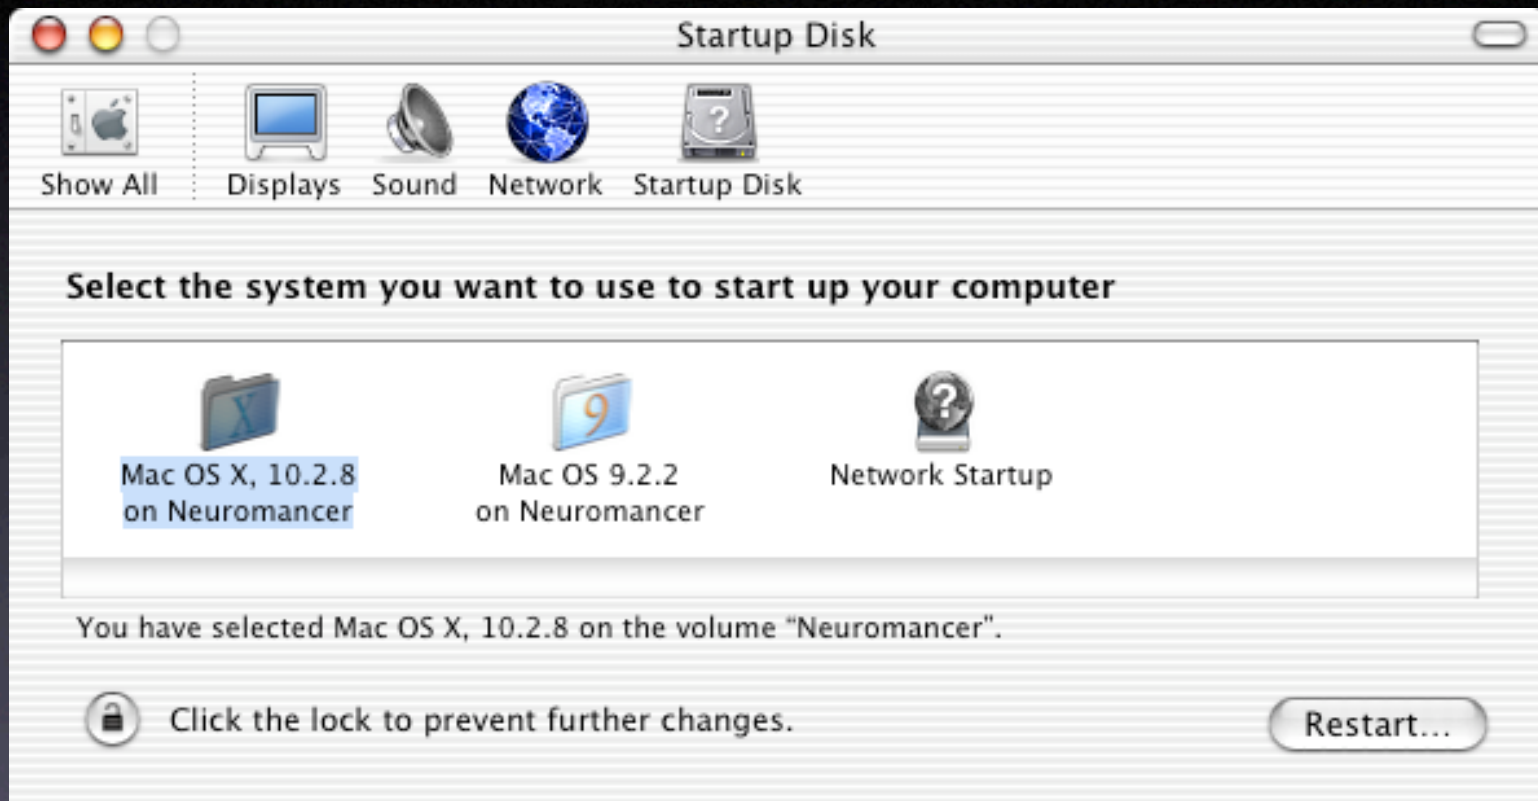 Startup Disk
Show All
Displays
Sound
Network
Startup Disk
Select the system you want to use to start up your computer
X
Mac OS X, 10.2.8
on Neuromancer
9
Mac OS 9.2.2
on Neuromancer
?
Network Startup
You have selected Mac OS X, 10.2.8 on the volume “Neuromancer”.
Click the lock to prevent further changes.
Restart...